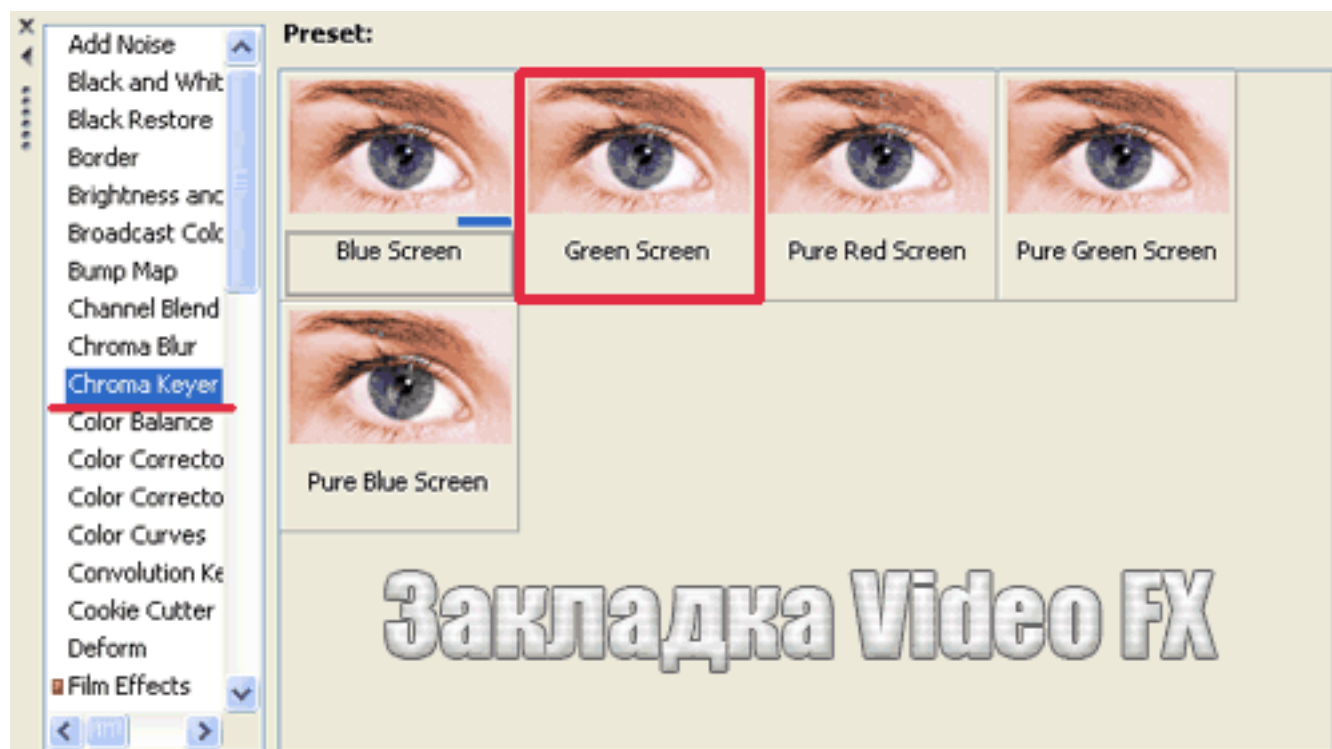 Preset:
Add Noise
Black and Whit
Black Restore
Border
Brightness anc
Broadcast Colc
Bump Map
Channel Blend
Chroma Blur
Chroma Keyer
Color Balance
Color Correcto
Color Correcto
Color Curves
Convolution Ke
Cookie Cutter
Deform
Film Effects
Blue Screen
Green Screen
Pure Red Screen
Pure Green Screen
Pure Blue Screen
Закладка Video FX